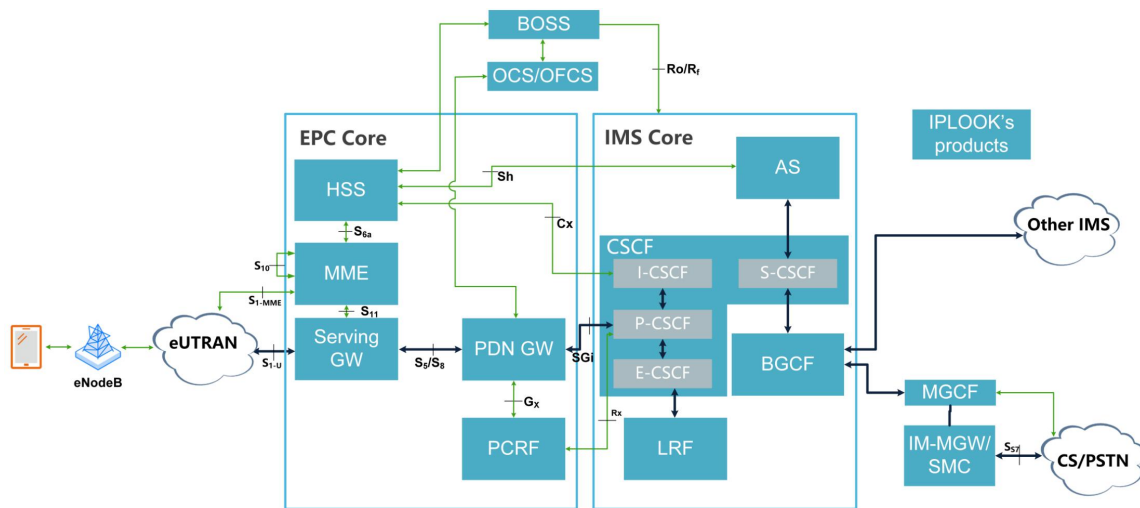 BOSS
OCS/OFCS
Ro/Rf
EPC Core
IMS Core
IPLOOK's
products
HSS
Sh
AS
Cx
S6a
CSCF
Other IMS
S10
MME
I-CSCF
S-CSCF
S1-MME
S11
eUTRAN
Serving
GW
PDN GW
P-CSCF
SGi
BGCF
eNodeB
S1-U
S5/S8
E-CSCF
MGCF
Gx
Rx
PCRF
LRF
IM-MGW/
SMC
SS7
CS/PSTN